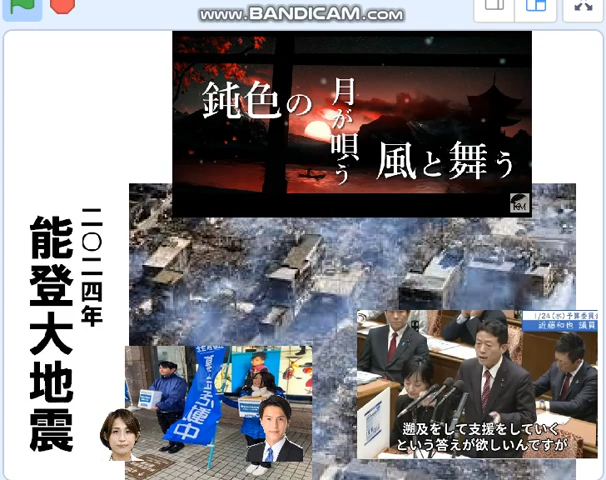 www.BANDICAM.com
鈍色の
月が唄う
風と舞う
二〇二四年
能登大地震
1/24(水)予算委員会
近藤和也 議員
遡及をして支援をしていく
という答えが欲しいんですが